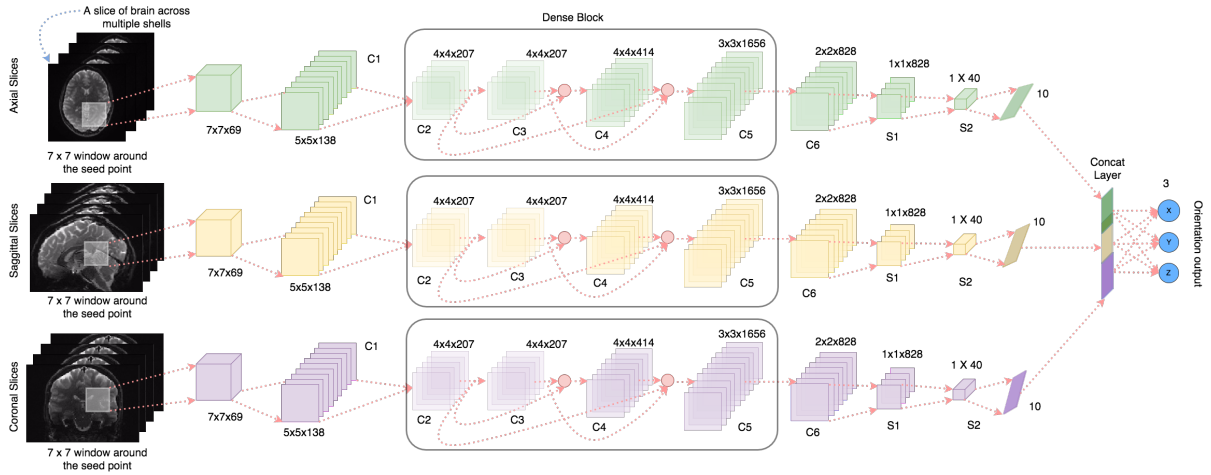 A slice of brain across
multiple shells
Axial Slices
7 x 7 window around
the seed point
7x7x69
C1
5x5x138
Dense Block
4x4x207
C2
4x4x207
C3
4x4x414
C4
3x3x1656
C5
2x2x828
C6
1x1x828
S1
1 X 40
S2
10
Saggittal Slices
7 x 7 window around
the seed point
7x7x69
C1
5x5x138
4x4x207
C2
4x4x207
C3
4x4x414
C4
3x3x1656
C5
2x2x828
C6
1x1x828
S1
1 X 40
S2
10
Coronal Slices
7 x 7 window around
the seed point
7x7x69
C1
5x5x138
4x4x207
C2
4x4x207
C3
4x4x414
C4
3x3x1656
C5
2x2x828
C6
1x1x828
S1
1 X 40
S2
10
Concat
Layer
3
X
Y
Z
Orientation output